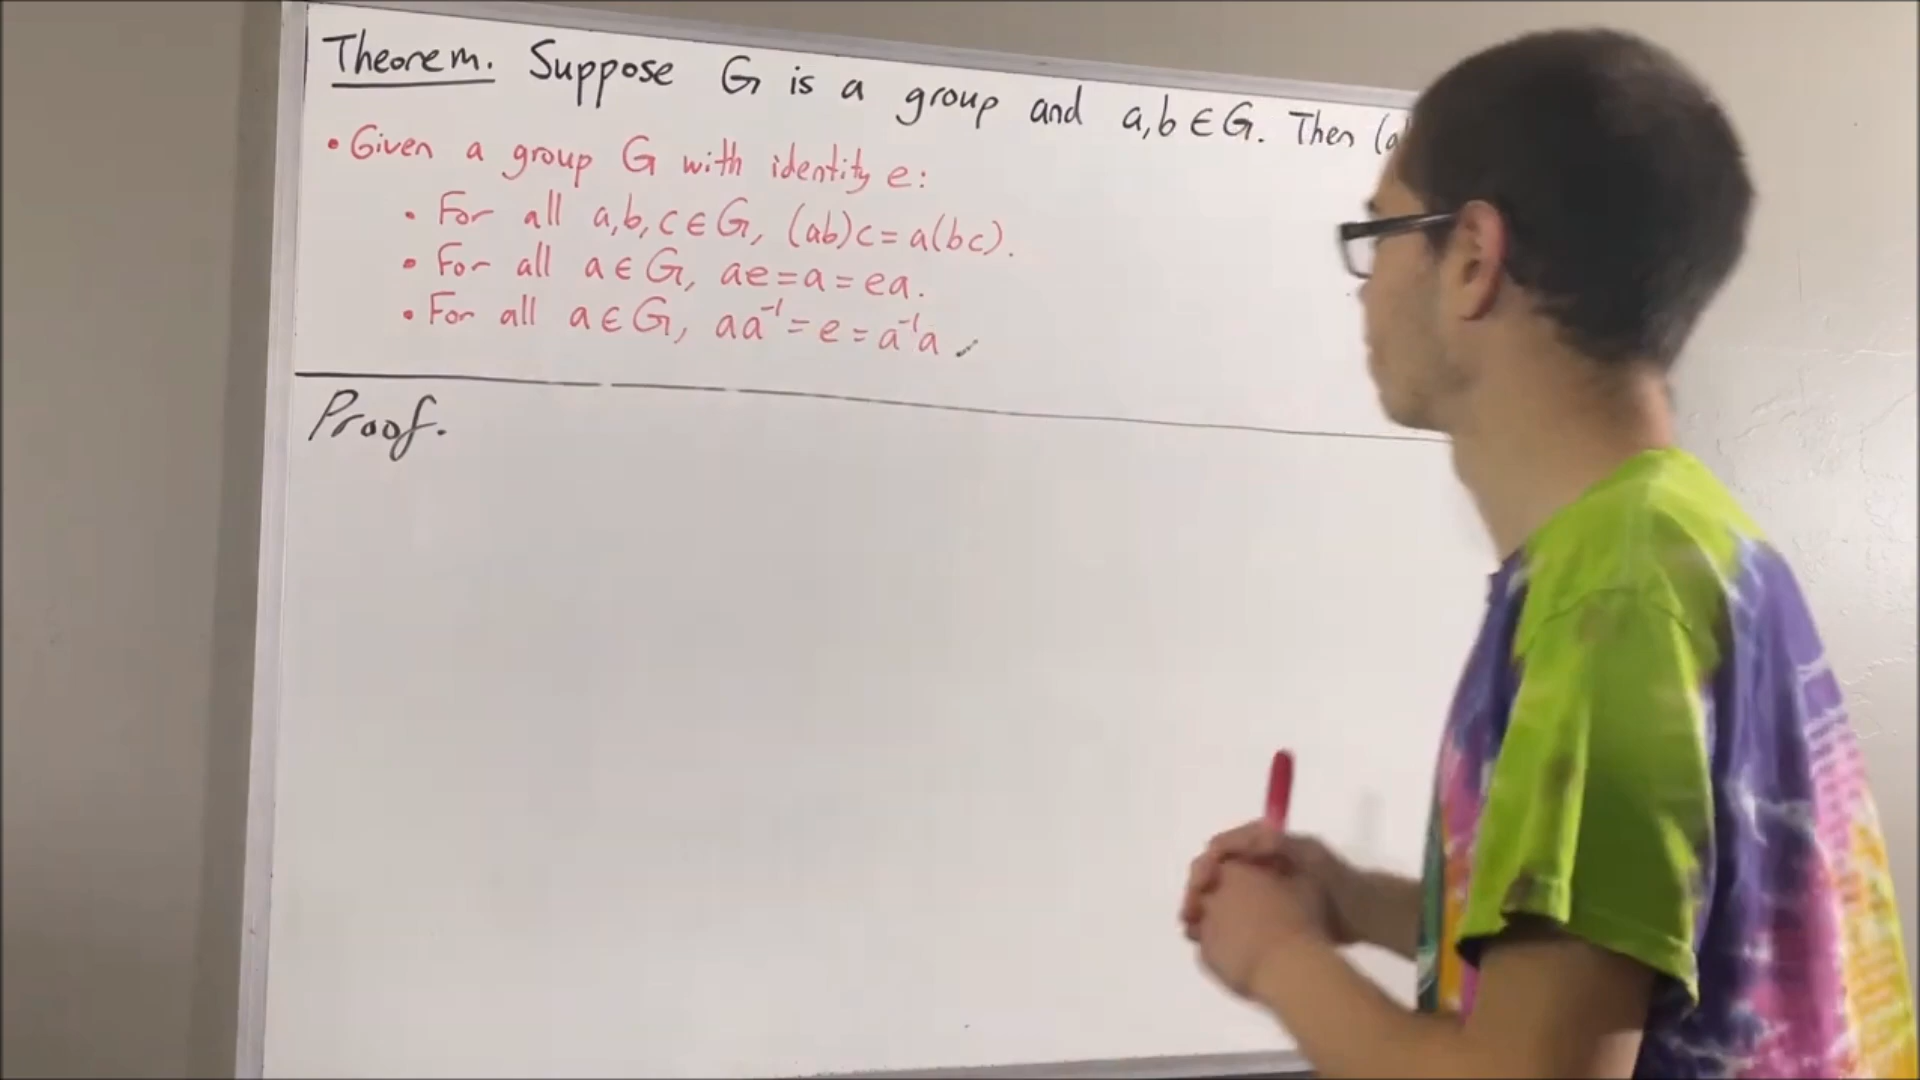 Theorem. Suppose G is a group and a,b ∈ G. Then (a
• Given a group G with identity e:
• For all a,b,c ∈ G, (ab)c = a(bc).
• For all a ∈ G, ae = a = ea.
• For all a ∈ G, aa⁻¹ = e = a⁻¹a
Proof.